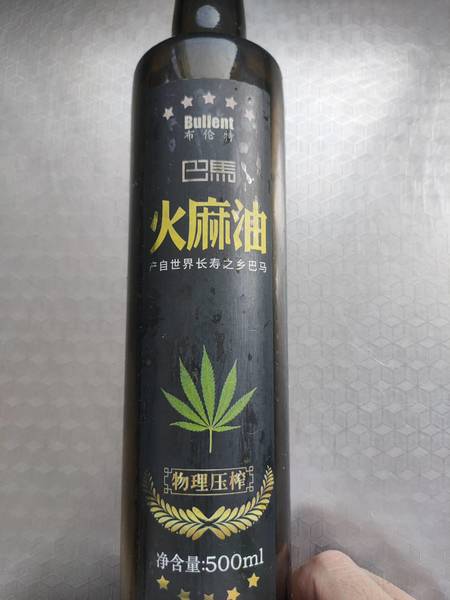 Bullent
布伦特
巴馬
火麻油
产自世界长寿之乡巴马
物理压榨
净含量:500ml